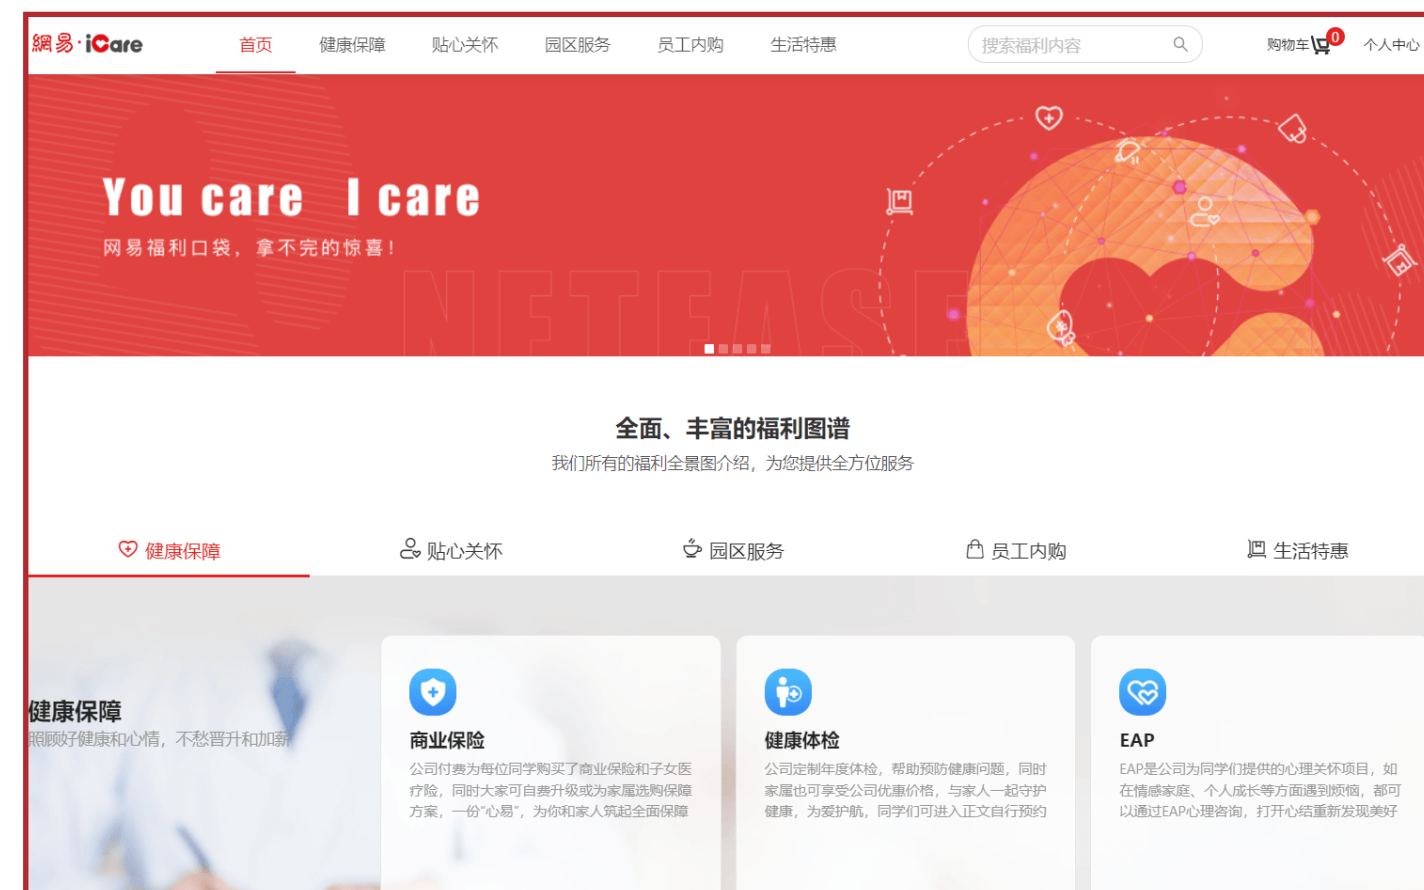 網易·iCare
首页 健康保障 贴心关怀 园区服务 员工内购 生活特惠 搜索福利内容 购物车 0 个人中心
You care I care
网易福利口袋，拿不完的惊喜！
NETEASE
全面、丰富的福利图谱
我们所有的福利全景图介绍，为您提供全方位服务
健康保障 贴心关怀 园区服务 员工内购 生活特惠
健康保障
照顾好健康和心情，不愁晋升和加薪
商业保险
公司付费为每位同学购买了商业保险和子女医
疗险，同时大家可自费升级或为家属选购保障
方案，一份“心易”，为你和家人筑起全面保障
健康体检
公司定制年度体检，帮助预防健康问题，同时
家属也可享受公司优惠价格，与家人一起守护
健康，为爱护航，同学们可进入正文自行预约
EAP
EAP是公司为同学们提供的心理关怀项目，如
在情感家庭、个人成长等方面遇到烦恼，都可
以通过EAP心理咨询，打开心结重新发现美好